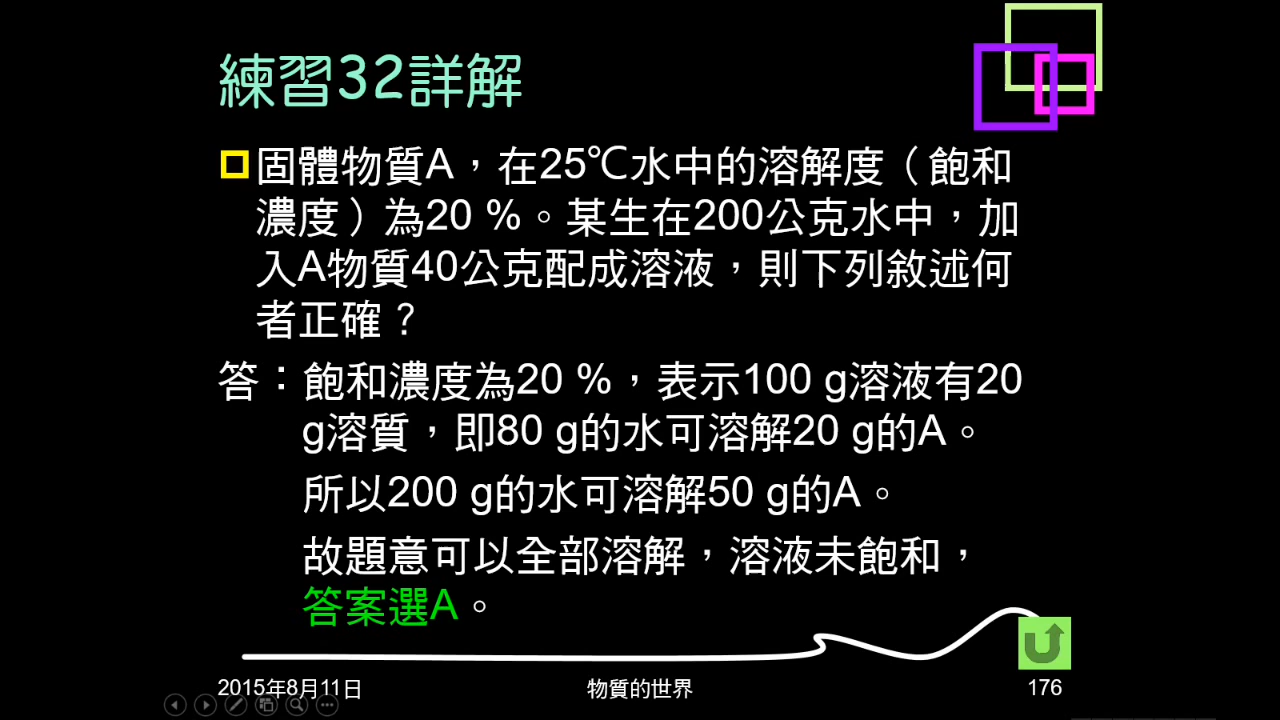 練習32詳解
固體物質A，在25℃水中的溶解度（飽和
濃度）為20 %。某生在200公克水中，加
入A物質40公克配成溶液，則下列敘述何
者正確？
答：飽和濃度為20 %，表示100 g溶液有20
g溶質，即80 g的水可溶解20 g的A。
所以200 g的水可溶解50 g的A。
故題意可以全部溶解，溶液未飽和，
答案選A。
2015年8月11日
物質的世界
176